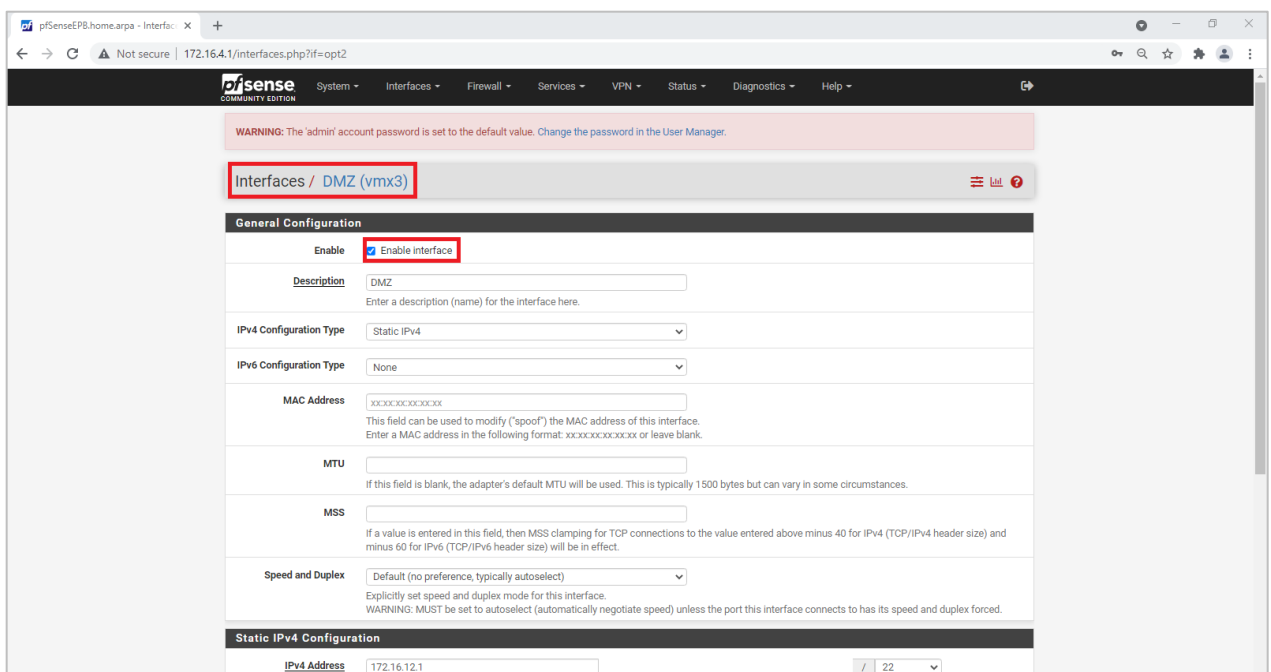 pfSenseEPB.home.arpa - Interfac
Not secure | 172.16.4.1/interfaces.php?if=opt2
pfsense
COMMUNITY EDITION
System Interfaces Firewall Services VPN Status Diagnostics Help
WARNING: The 'admin' account password is set to the default value. Change the password in the User Manager.
Interfaces / DMZ (vmx3)
General Configuration
Enable Enable interface
Description DMZ
Enter a description (name) for the interface here.
IPv4 Configuration Type Static IPv4
IPv6 Configuration Type None
MAC Address xx:xx:xx:xx:xx:xx
This field can be used to modify ("spoof") the MAC address of this interface.
Enter a MAC address in the following format: xx:xx:xx:xx:xx:xx or leave blank.
MTU
If this field is blank, the adapter's default MTU will be used. This is typically 1500 bytes but can vary in some circumstances.
MSS
If a value is entered in this field, then MSS clamping for TCP connections to the value entered above minus 40 for IPv4 (TCP/IPv4 header size) and
minus 60 for IPv6 (TCP/IPv6 header size) will be in effect.
Speed and Duplex Default (no preference, typically autoselect)
Explicitly set speed and duplex mode for this interface.
WARNING: MUST be set to autoselect (automatically negotiate speed) unless the port this interface connects to has its speed and duplex forced.
Static IPv4 Configuration
IPv4 Address 172.16.12.1 / 22